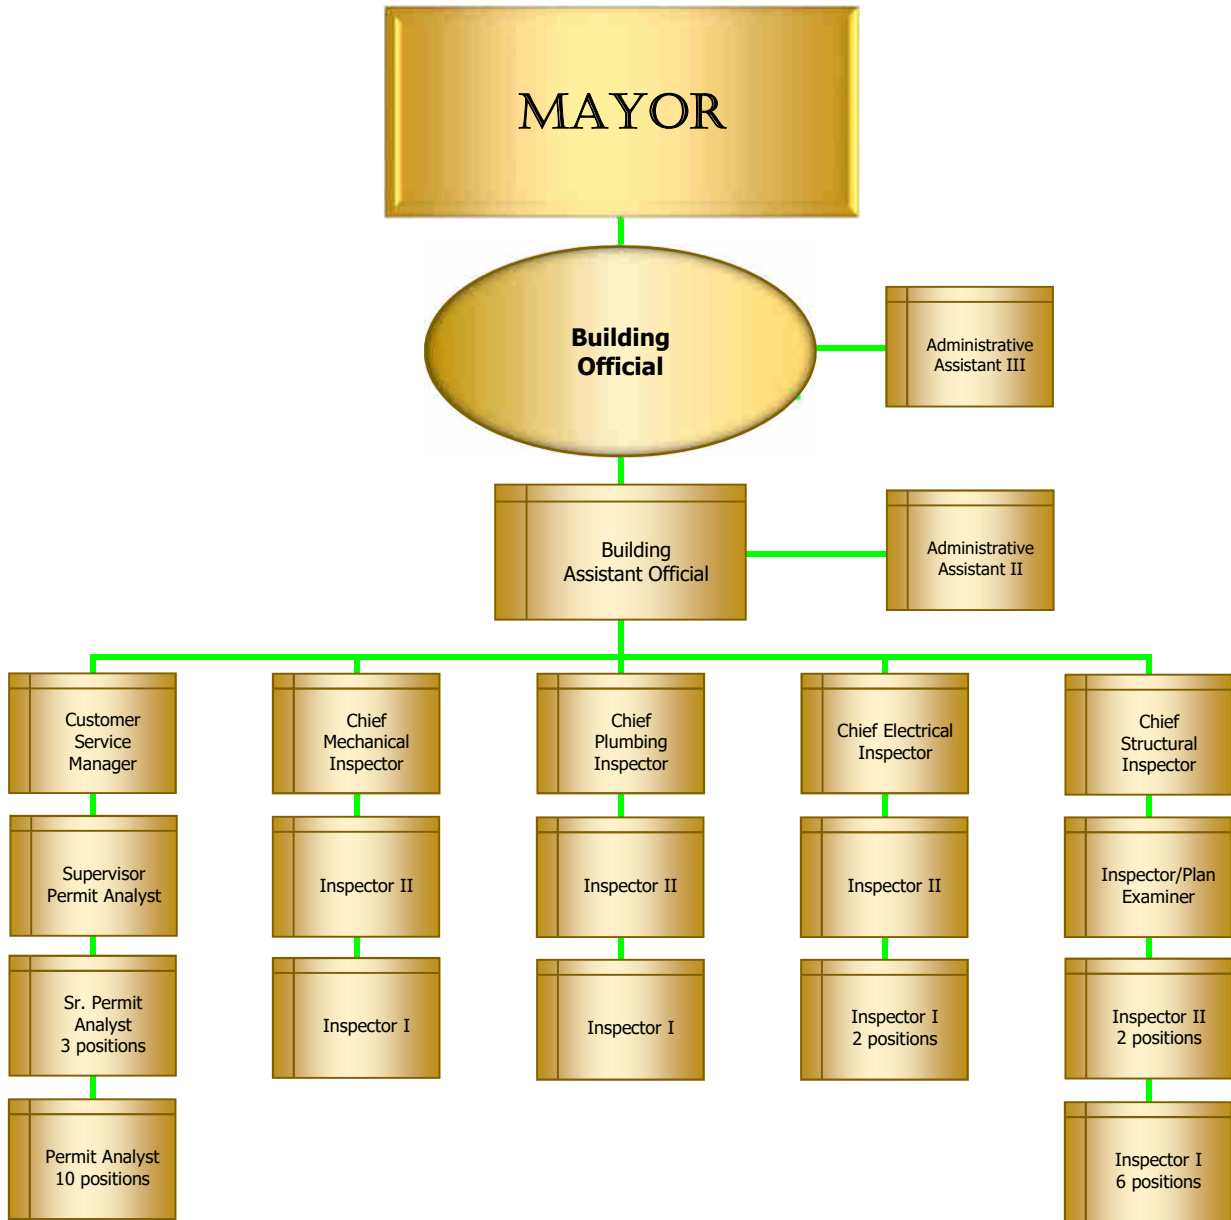 MAYOR
Building
Official
Administrative
Assistant III
Building
Assistant Official
Administrative
Assistant II
Customer
Service
Manager
Chief
Mechanical
Inspector
Chief
Plumbing
Inspector
Chief Electrical
Inspector
Chief
Structural
Inspector
Supervisor
Permit Analyst
Inspector II
Inspector II
Inspector II
Inspector/Plan
Examiner
Sr. Permit
Analyst
3 positions
Inspector I
Inspector I
Inspector I
2 positions
Inspector II
2 positions
Permit Analyst
10 positions
Inspector I
6 positions